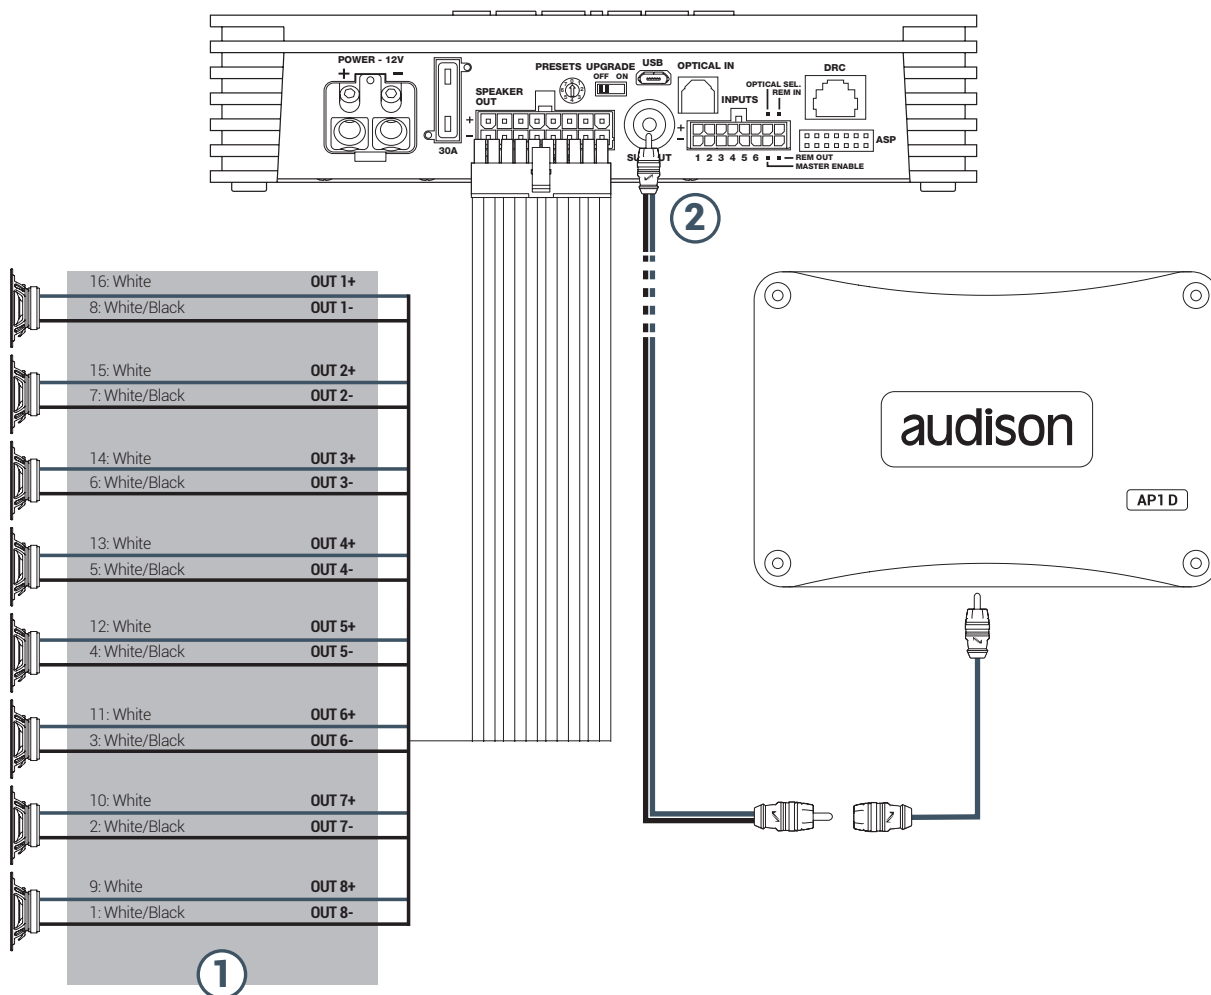 POWER - 12V
+ −
30A
SPEAKER
OUT
+
−
PRESETS
UPGRADE
OFF ON
USB
OPTICAL IN
OPTICAL SEL.
REM IN
INPUTS
+
−
1 2 3 4 5 6
REM OUT
MASTER ENABLE
DRC
ASP
2
16: White OUT 1+
8: White/Black OUT 1-
15: White OUT 2+
7: White/Black OUT 2-
14: White OUT 3+
6: White/Black OUT 3-
13: White OUT 4+
5: White/Black OUT 4-
12: White OUT 5+
4: White/Black OUT 5-
11: White OUT 6+
3: White/Black OUT 6-
10: White OUT 7+
2: White/Black OUT 7-
9: White OUT 8+
1: White/Black OUT 8-
1
audison
AP1 D